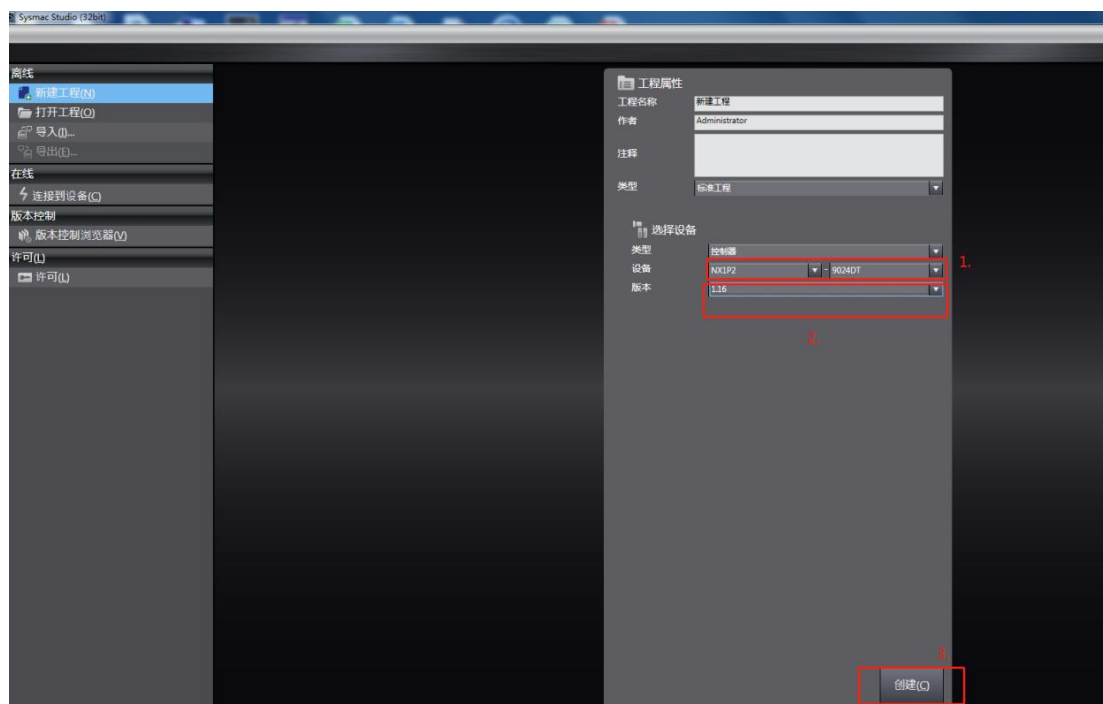 Sysmac Studio (32bit)
离线
新建工程(N)
打开工程(O)
导入(I)...
导出(E)...
在线
连接到设备(C)
版本控制
版本控制浏览器(V)
许可(L)
许可(L)
工程属性
工程名称 新建工程
作者 Administrator
注释
类型 标准工程
选择设备
类型 控制器
设备 NX1P2 - 9024DT 1.
版本 1.16
2.
3.
创建(C)